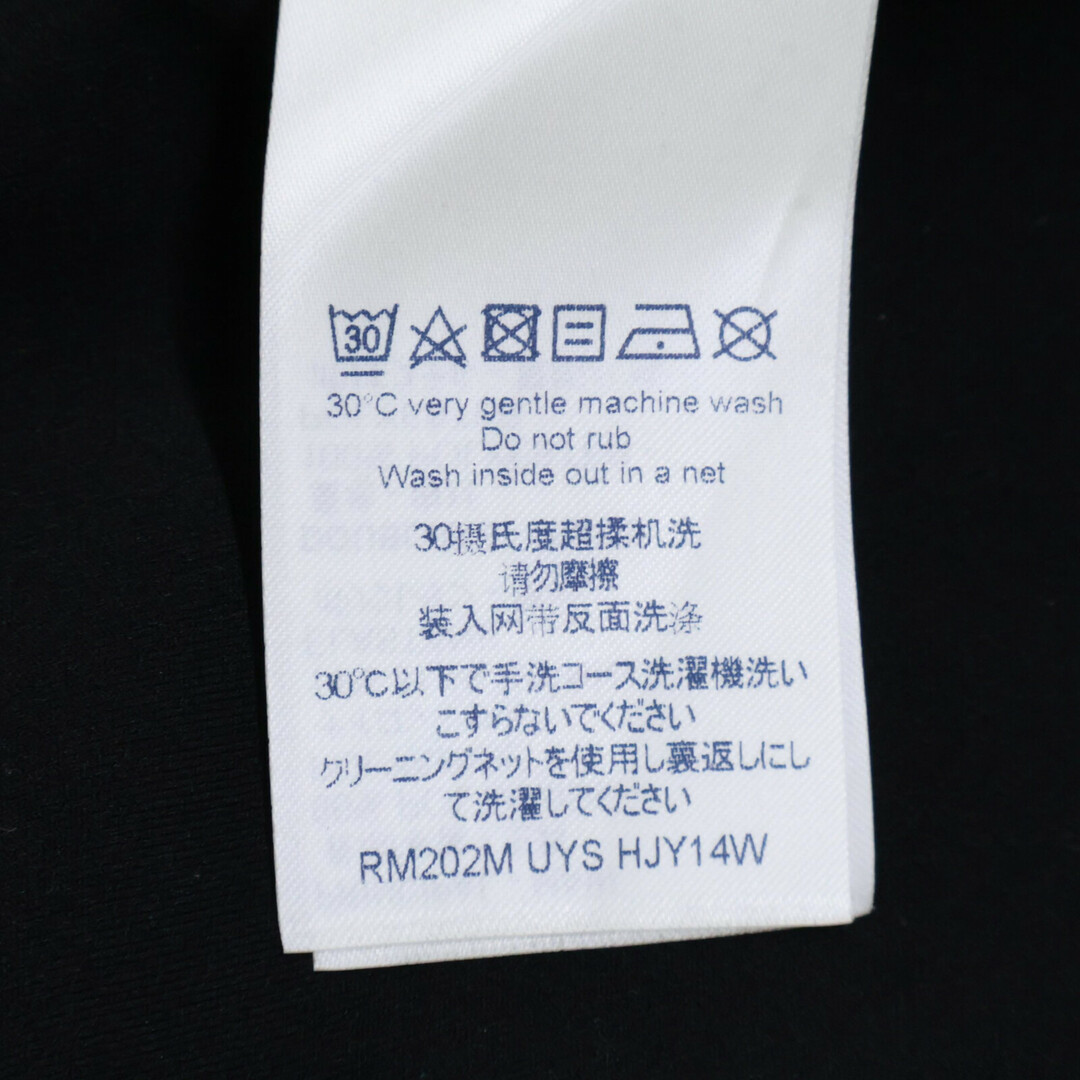 30
30°C very gentle machine wash
Do not rub
Wash inside out in a net
30摄氏度超揉机洗
请勿摩擦
装入网带反面洗涤
30°C以下で手洗コース洗濯機洗い
こすらないでください
クリーニングネットを使用し裏返しにし
て洗濯してください
RM202M UYS HJY14W